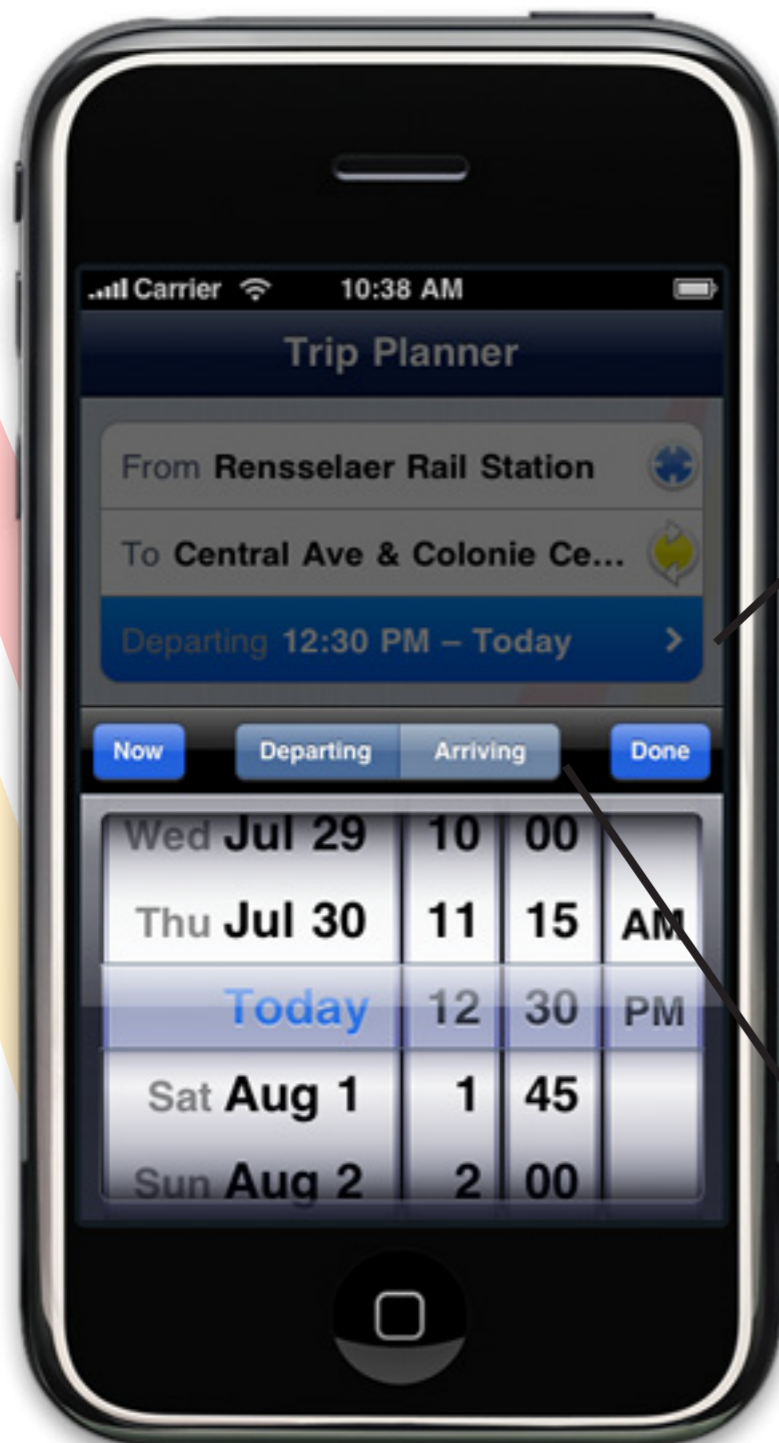 Carrier 10:38 AM
Trip Planner
From Rensselaer Rail Station
To Central Ave & Colonie Ce...
Departing 12:30 PM – Today
Now Departing Arriving Done
Wed Jul 29 10 00
Thu Jul 30 11 15 AM
Today 12 30 PM
Sat Aug 1 1 45
Sun Aug 2 2 00